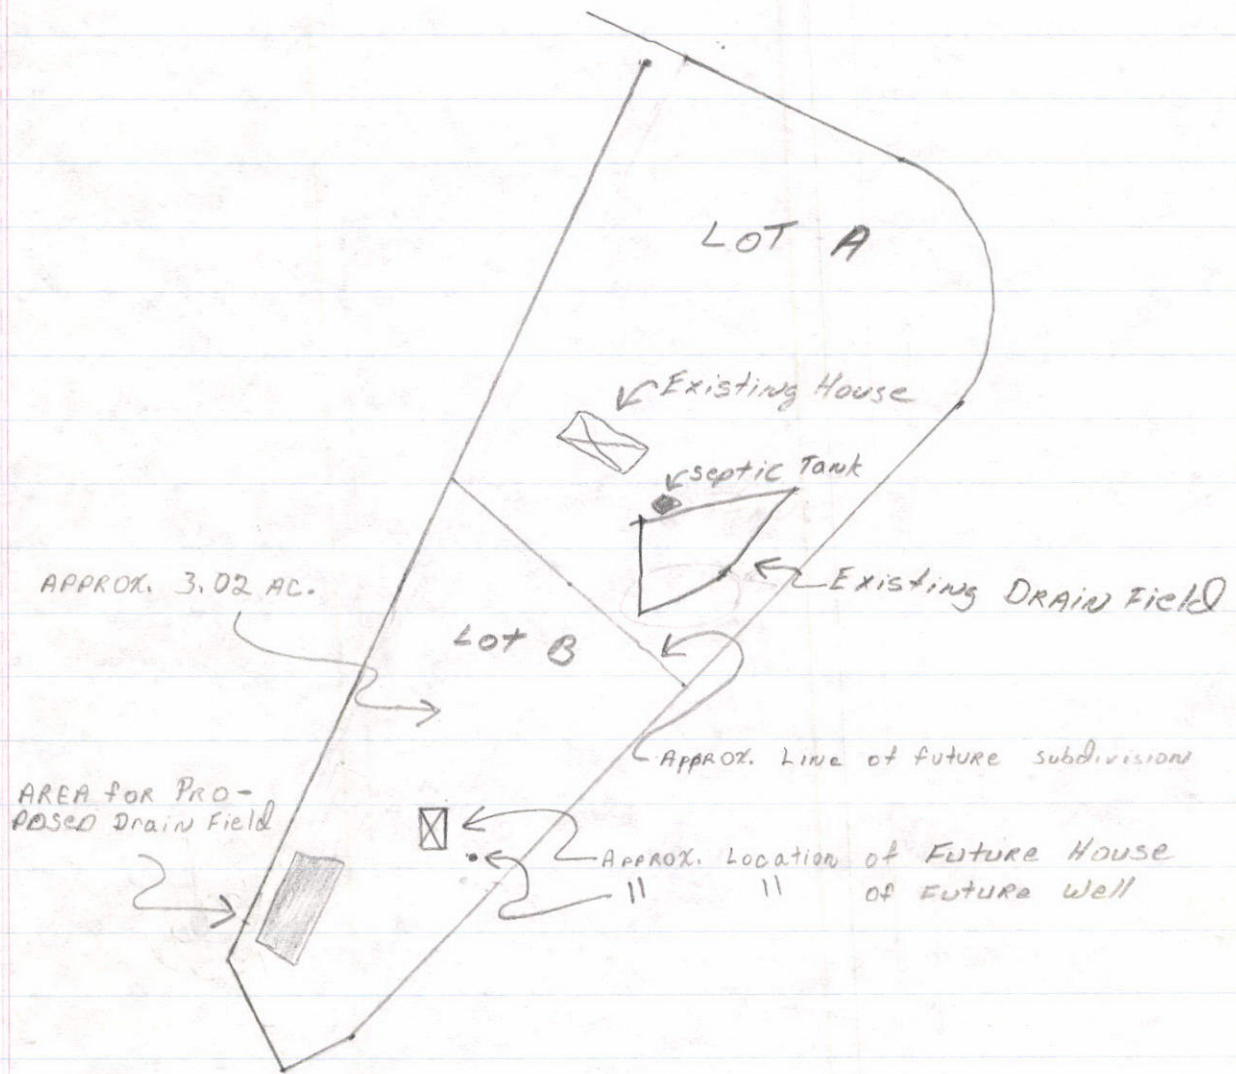 LOT A
Existing House
septic Tank
Existing DRAIN Field
APPROX. 3.02 AC.
Lot B
Approx. Line of future subdivision
AREA for PRO-
POSED Drain Field
Approx. Location of Future House
" " of Future Well